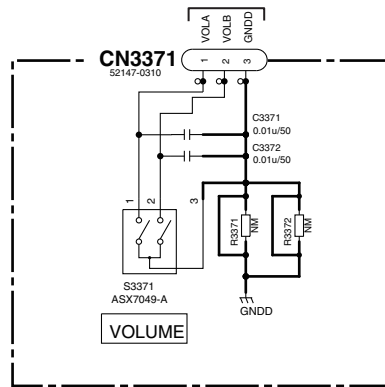 VOLA
VOLB
GNDD
CN3371
52147-0310
1
2
3
C3371
0.01u/50
C3372
0.01u/50
1
2
3
R3371
NM
R3372
NM
S3371
ASX7049-A
GNDD
VOLUME